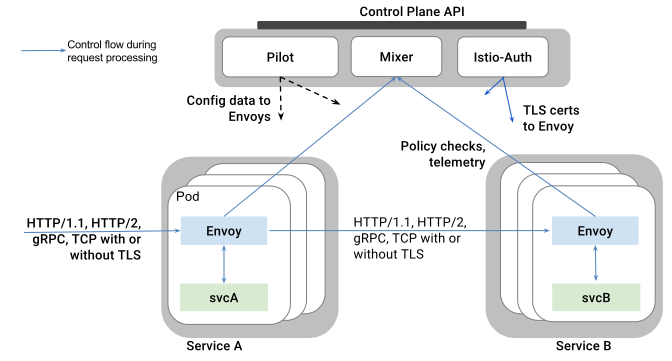 Control Plane API
Control flow during
request processing
Pilot
Mixer
Istio-Auth
Config data to
Envoys
TLS certs
to Envoy
Policy checks,
telemetry
Pod
HTTP/1.1, HTTP/2,
gRPC, TCP with or
without TLS
Envoy
HTTP/1.1, HTTP/2,
gRPC, TCP with or
without TLS
Envoy
svcA
svcB
Service A
Service B